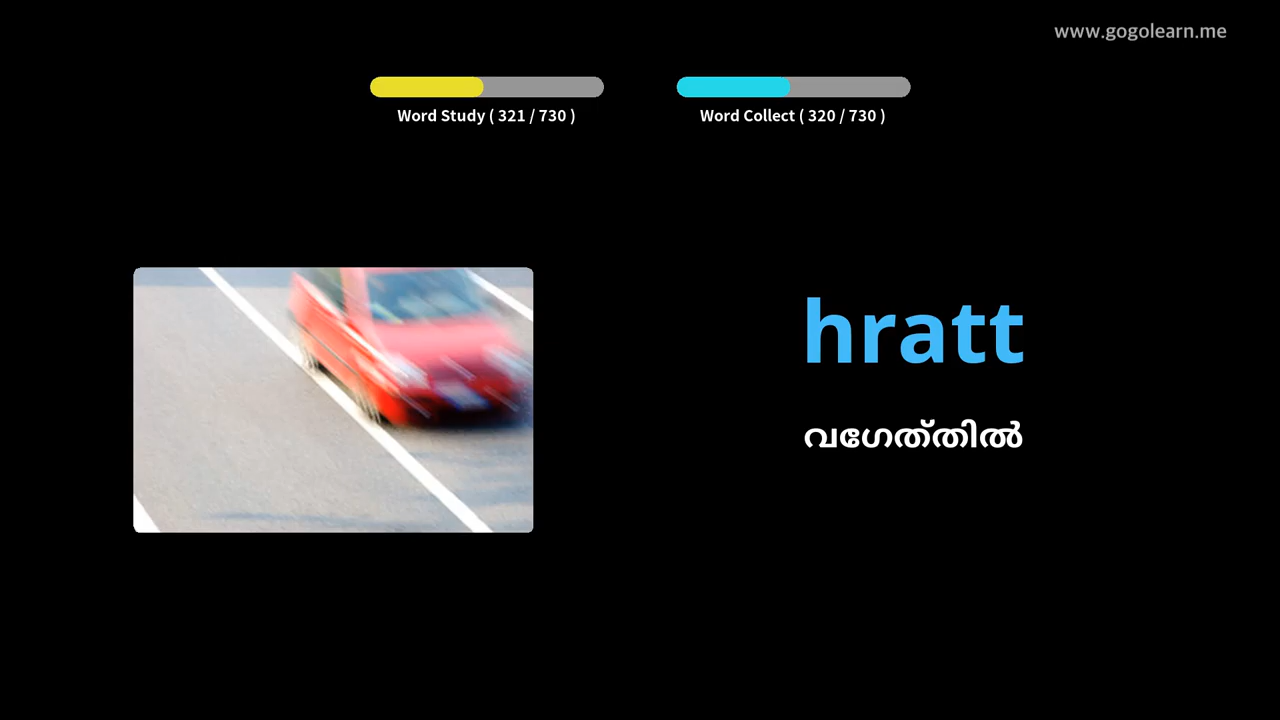 www.gogolearn.me
Word Study ( 321 / 730 )
Word Collect ( 320 / 730 )
hratt
വഗേത്‌തിൽ